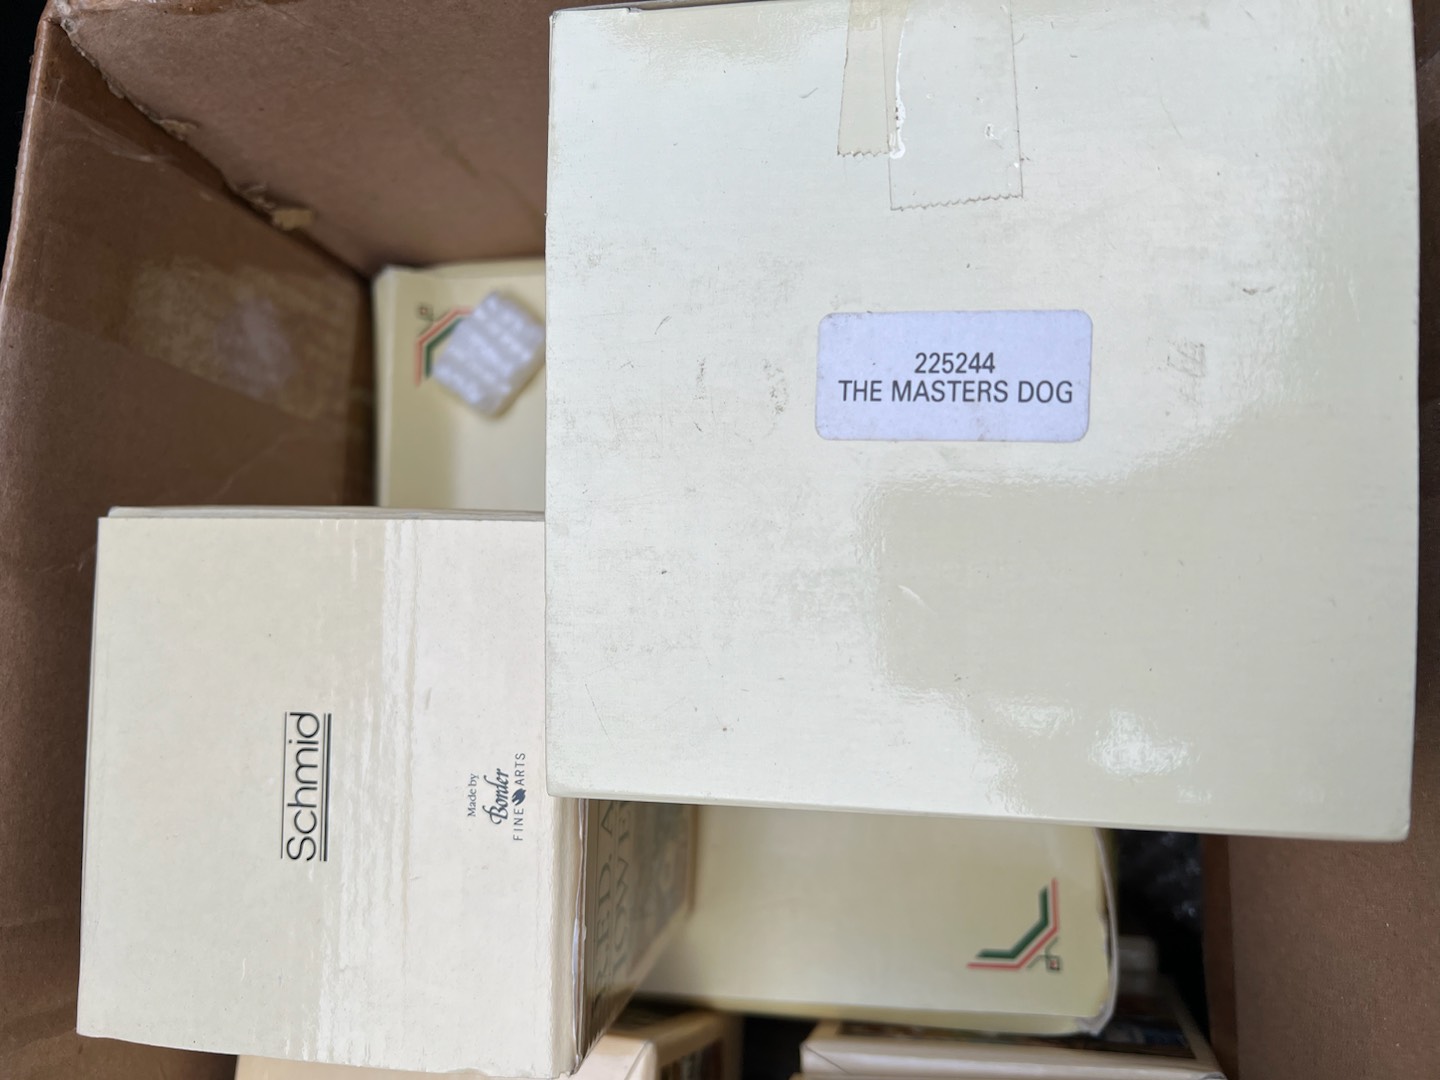 225244
THE MASTERS DOG
Schmid
Made by
Border
FINE ARTS